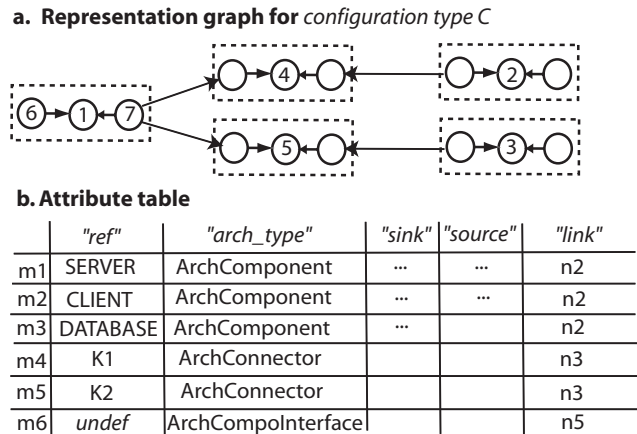 a. Representation graph for configuration type C
4 2
6 1 7
5 3
b. Attribute table
"ref" "arch_type" "sink" "source" "link"
m1 SERVER ArchComponent ... ... n2
m2 CLIENT ArchComponent ... ... n2
m3 DATABASE ArchComponent ... n2
m4 K1 ArchConnector n3
m5 K2 ArchConnector n3
m6 undef ArchCompoInterface n5